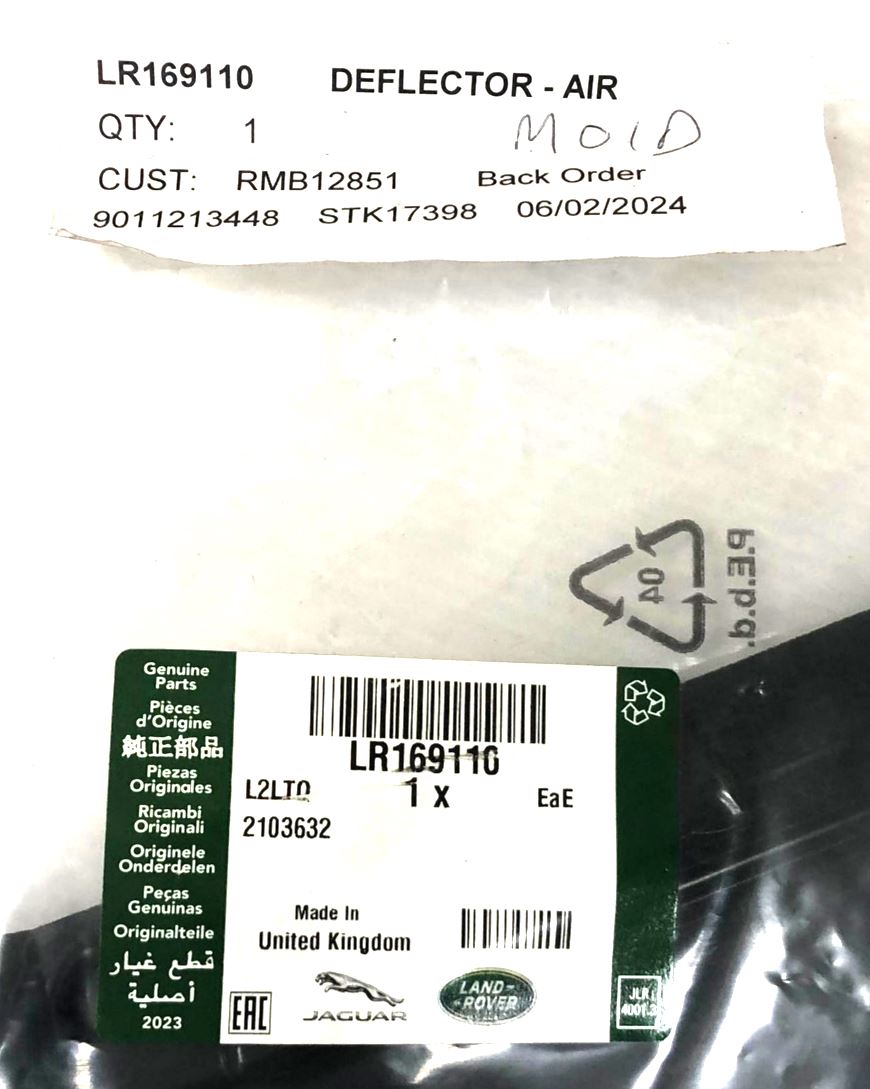 LR169110 DEFLECTOR - AIR
QTY: 1 MOID
CUST: RMB12851 Back Order
9011213448 STK17398 06/02/2024
04
P.E.b.d.
Genuine
Parts
Pièces
d'Origine
純正部品
Piezas
Originales
Ricambi
Originali
Originele
Onderdelen
Peças
Genuinas
Originalteile
قطع غيار
أصلية
2023
LR169110
L2LTQ 1 x EaE
2103632
Made In
United Kingdom
EAC
JAGUAR
LAND-
-ROVER
JLR